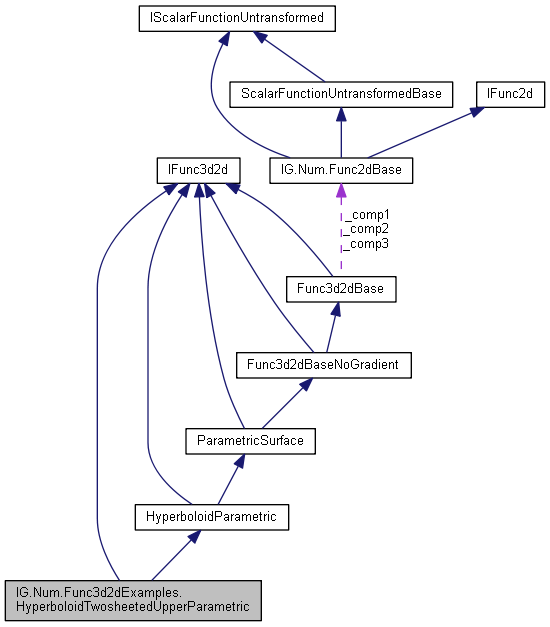 IScalarFunctionUntransformed
ScalarFunctionUntransformedBase
IFunc2d
IFunc3d2d
IG.Num.Func2dBase
_comp1
_comp2
_comp3
Func3d2dBase
Func3d2dBaseNoGradient
ParametricSurface
HyperboloidParametric
IG.Num.Func3d2dExamples.
HyperboloidTwosheetedUpperParametric